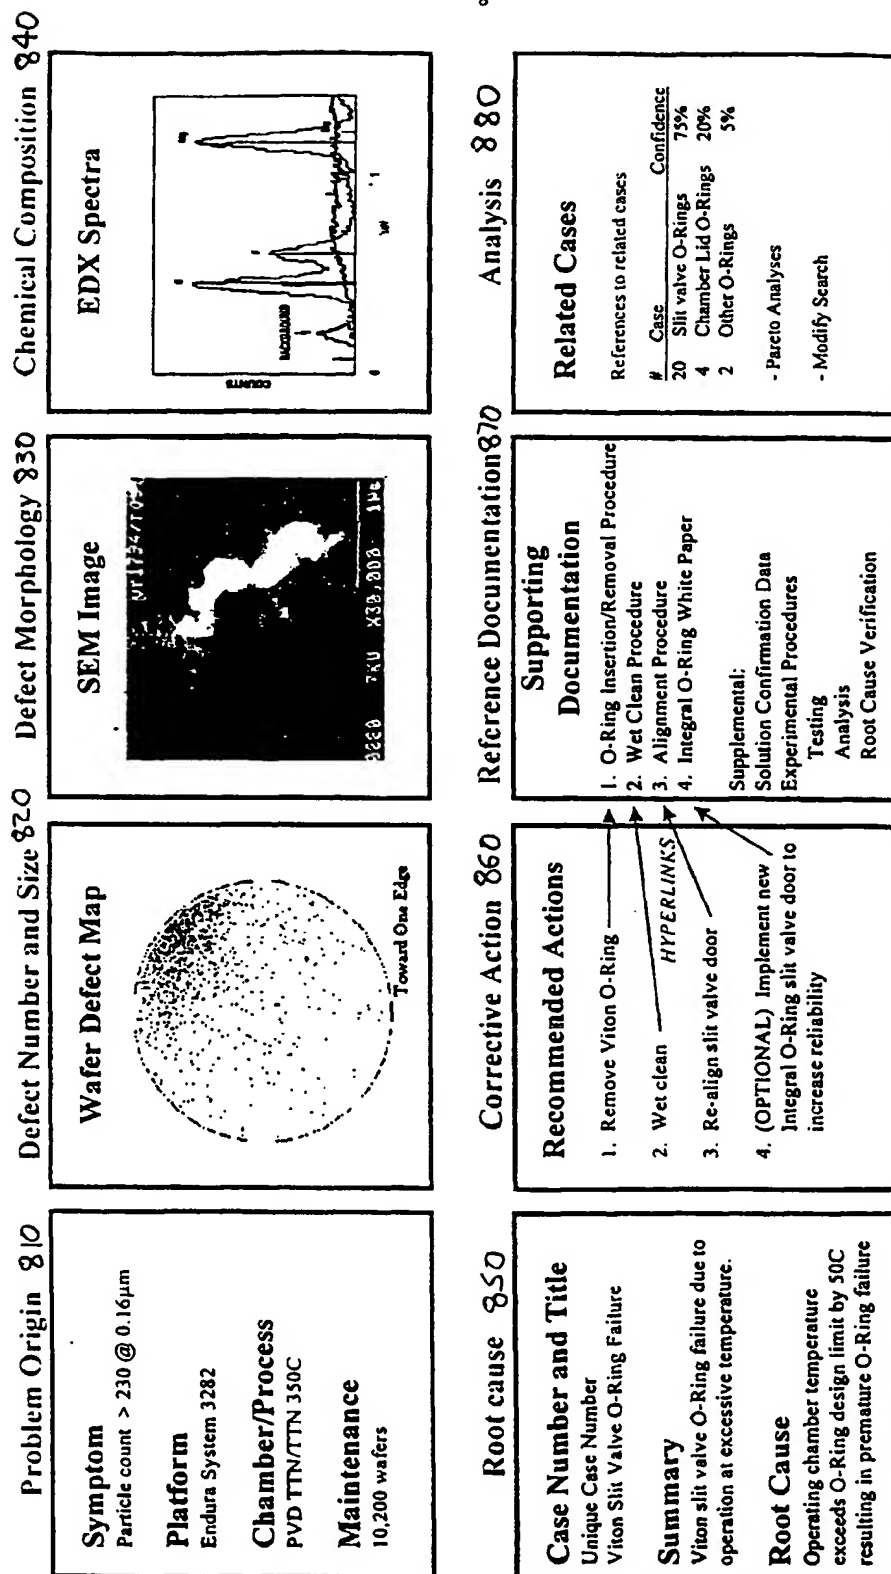 Problem Origin 810
Symptom
Particle count > 230 @ 0.16µm
Platform
Endura System 3282
Chamber/Process
PVD TTN/TTN 350C
Maintenance
10,200 wafers
Defect Number and Size 820
Wafer Defect Map
Toward One Edge
Defect Morphology 830
SEM Image
7KU X30,000
Chemical Composition 840
EDX Spectra
COUNTS
BACKGROUND
0
Root cause 850
Case Number and Title
Unique Case Number
Viton Slit Valve O-Ring Failure
Summary
Viton slit valve O-Ring failure due to
operation at excessive temperature.
Root Cause
Operating chamber temperature
exceeds O-Ring design limit by 50C
resulting in premature O-Ring failure
Corrective Action 860
Recommended Actions
1. Remove Viton O-Ring
2. Wet clean
HYPERLINKS
3. Re-align slit valve door
4. (OPTIONAL) Implement new
Integral O-Ring slit valve door to
increase reliability
Reference Documentation 870
Supporting
Documentation
1. O-Ring Insertion/Removal Procedure
2. Wet Clean Procedure
3. Alignment Procedure
4. Integral O-Ring White Paper
Supplemental:
Solution Confirmation Data
Experimental Procedures
Testing
Analysis
Root Cause Verification
Analysis 880
Related Cases
References to related cases
# Case Confidence
20 Slit valve O-Rings 75%
4 Chamber Lid O-Rings 20%
2 Other O-Rings 5%
- Pareto Analyses
- Modify Search